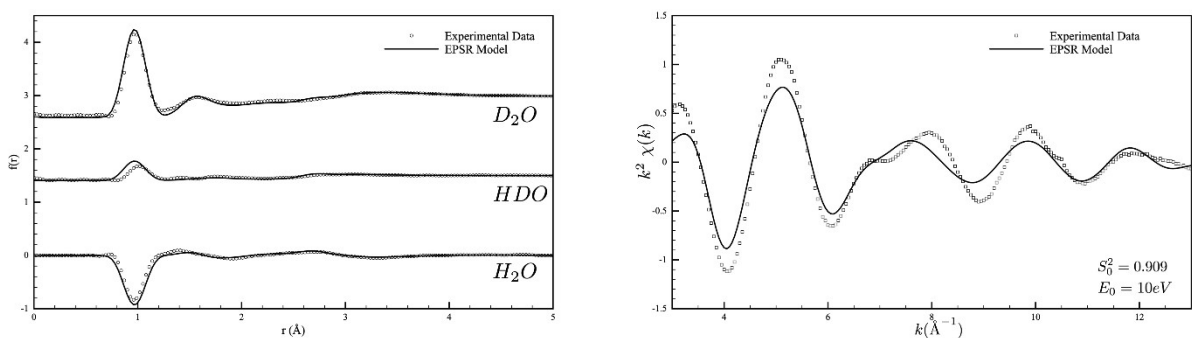 Experimental Data
EPSR Model
4
3
2
1
0
-1
f(r)
D₂O
HDO
H₂O
0
1
2
3
4
5
r (Å)
Experimental Data
EPSR Model
1.5
1
0.5
0
-0.5
-1
-1.5
k² χ(k)
S₀² = 0.909
E₀ = 10eV
4
6
8
10
12
k(Å⁻¹)